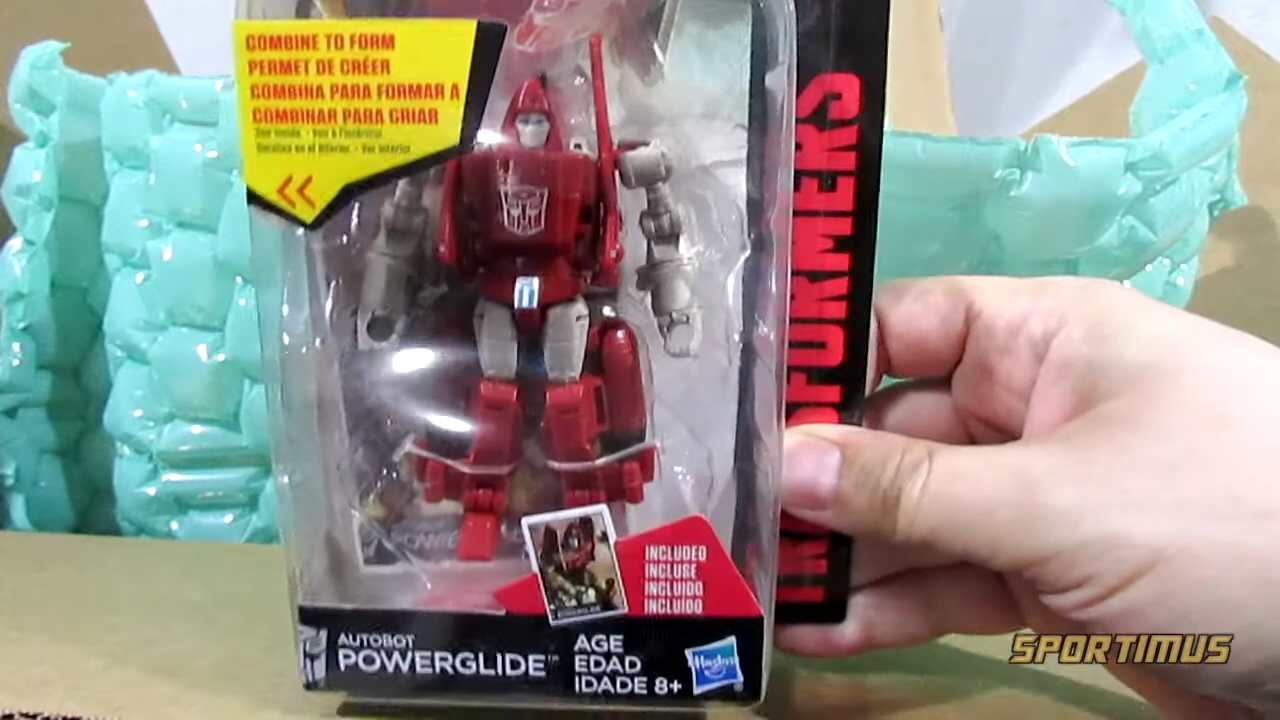 COMBINE TO FORM
PERMET DE CRÉER
COMBINA PARA FORMAR A
COMBINAR PARA CRIAR
TRANSFORMERS
INCLUDED
INCLUSE
INCLUIDO
INCLUÍDO
AUTOBOT
POWERGLIDE™
AGE
EDAD
IDADE 8+
Hasbro
SPORTIMUS